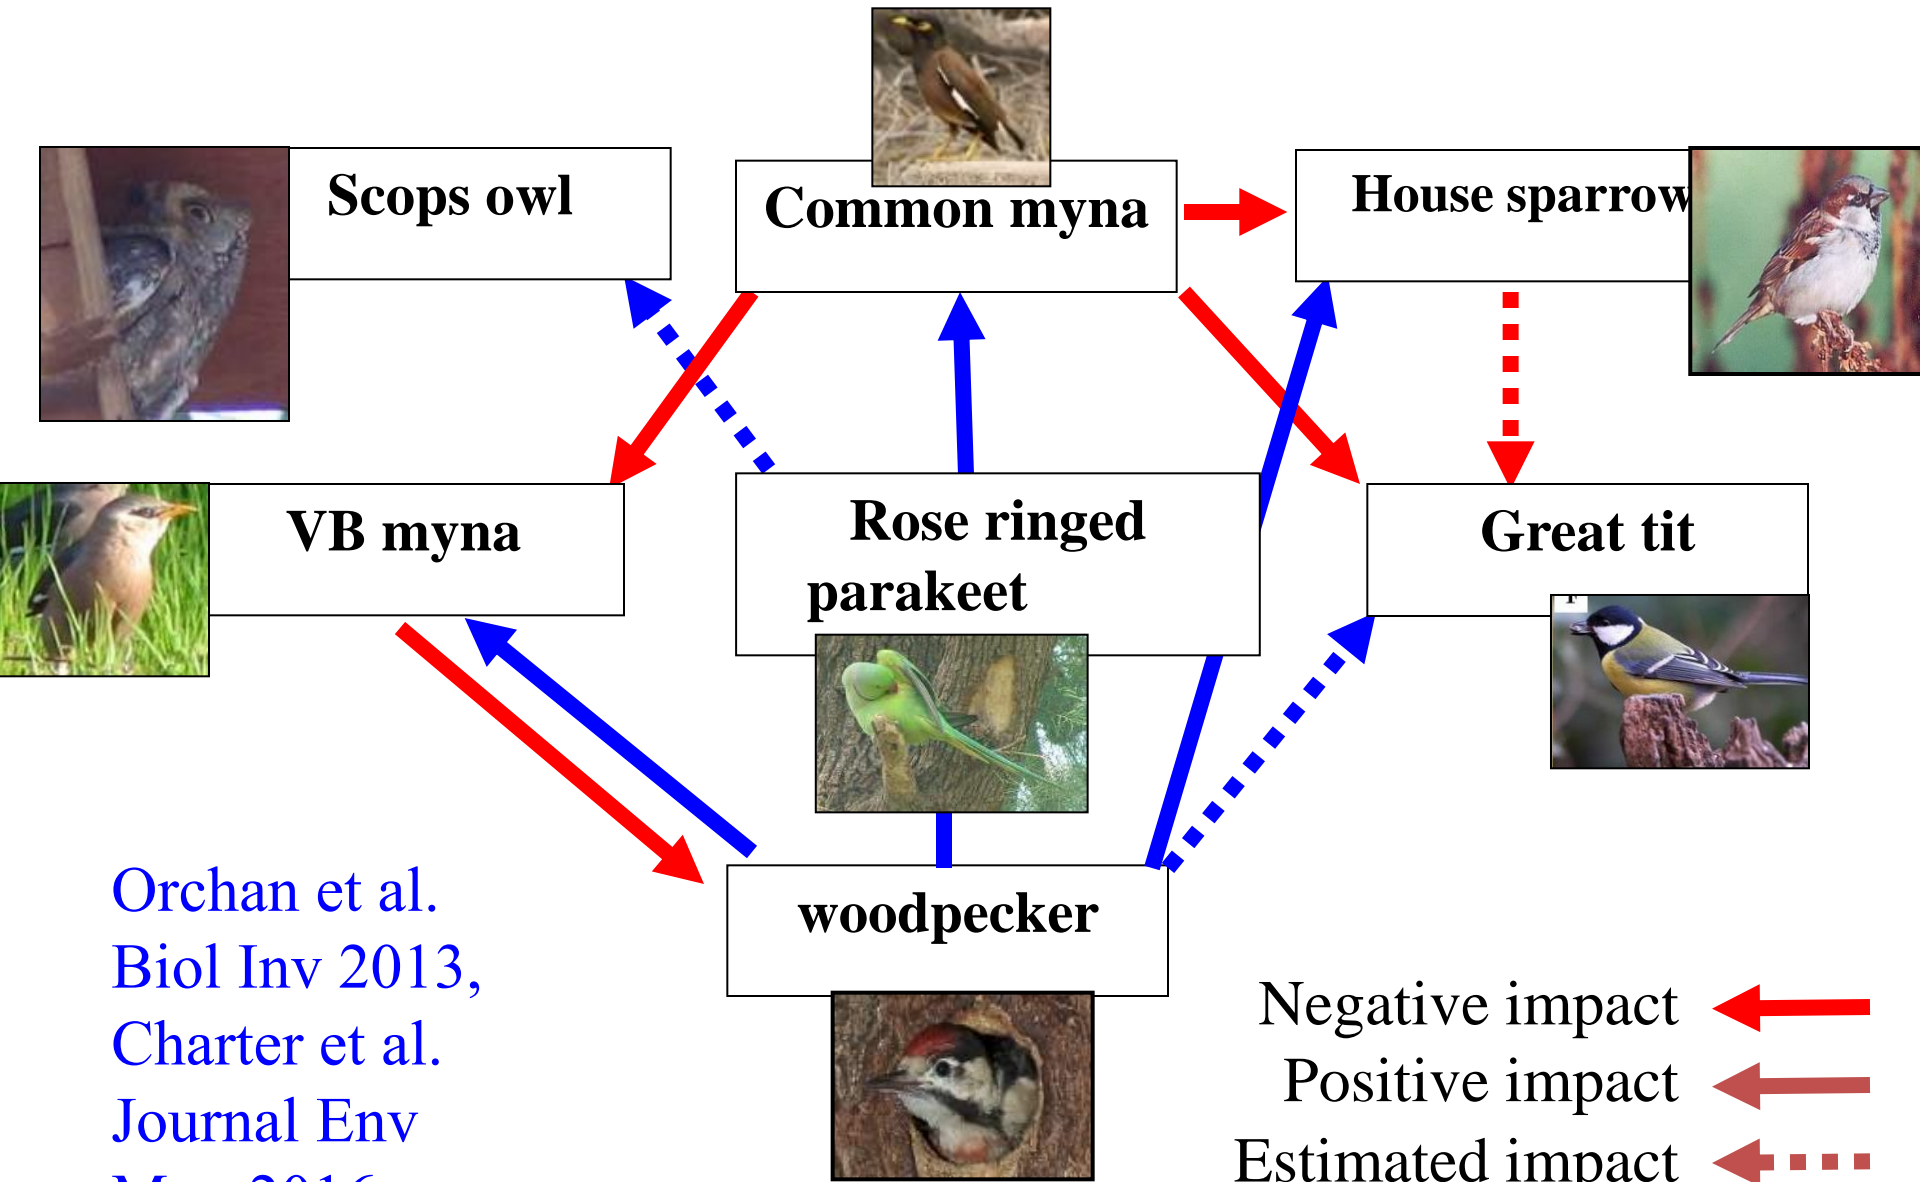 Scops owl
Common myna
House sparrow
VB myna
Rose ringed
parakeet
Great tit
woodpecker
Orchan et al.
Biol Inv 2013,
Charter et al.
Journal Env
2016
Negative impact
Positive impact
Estimated impact